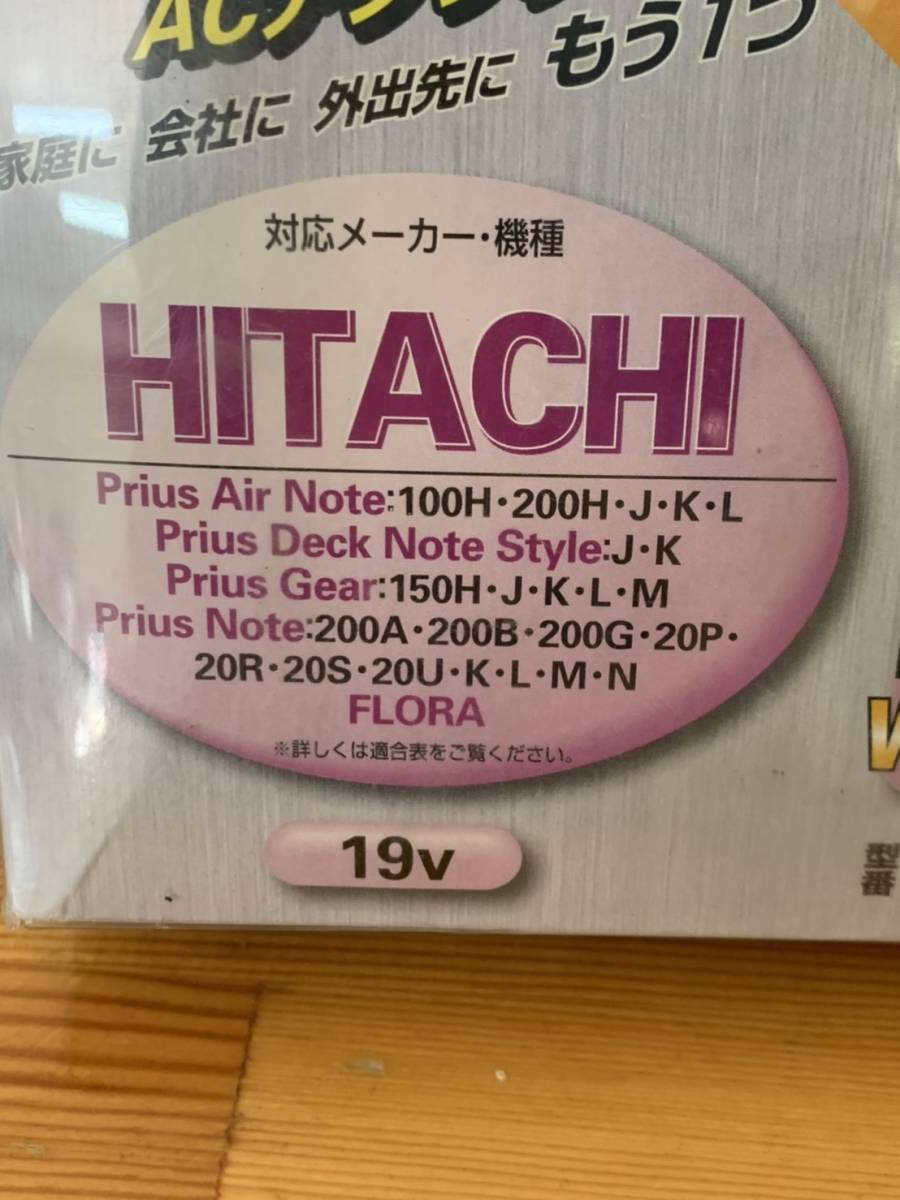 家庭に 会社に 外出先に もう1つ
対応メーカー・機種
HITACHI
Prius Air Note:100H・200H・J・K・L
Prius Deck Note Style:J・K
Prius Gear:150H・J・K・L・M
Prius Note:200A・200B・200G・20P・
20R・20S・20U・K・L・M・N
FLORA
※詳しくは適合表をご覧ください。
19v
型番